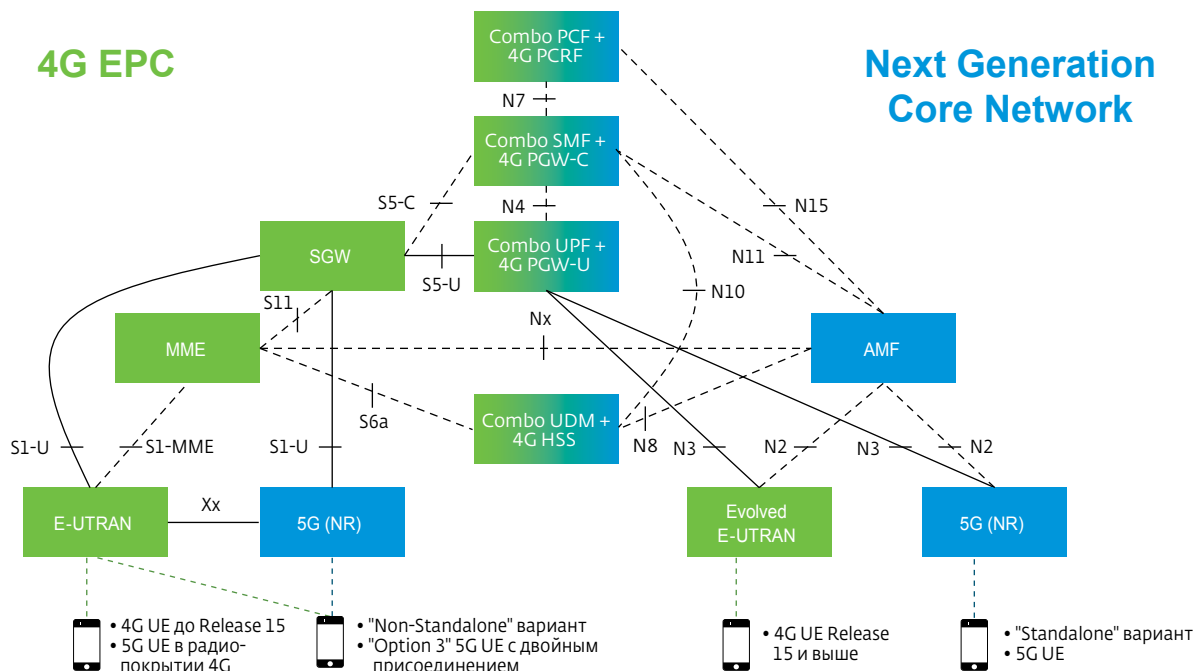 4G EPC
Next Generation
Core Network
Combo PCF +
4G PCRF
N7
Combo SMF +
4G PGW-C
S5-C
N4
N15
SGW
Combo UPF +
4G PGW-U
N11
S5-U
N10
S11
Nx
MME
AMF
S6a
Combo UDM +
4G HSS
S1-U
S1-MME
S1-U
N8
N3
N2
N3
N2
E-UTRAN
Xx
5G (NR)
Evolved
E-UTRAN
5G (NR)
• 4G UE до Release 15
• 5G UE в радио-
покрытии 4G
• "Non-Standalone" вариант
• "Option 3" 5G UE с двойным
присоединением
• 4G UE Release
15 и выше
• "Standalone" вариант
• 5G UE